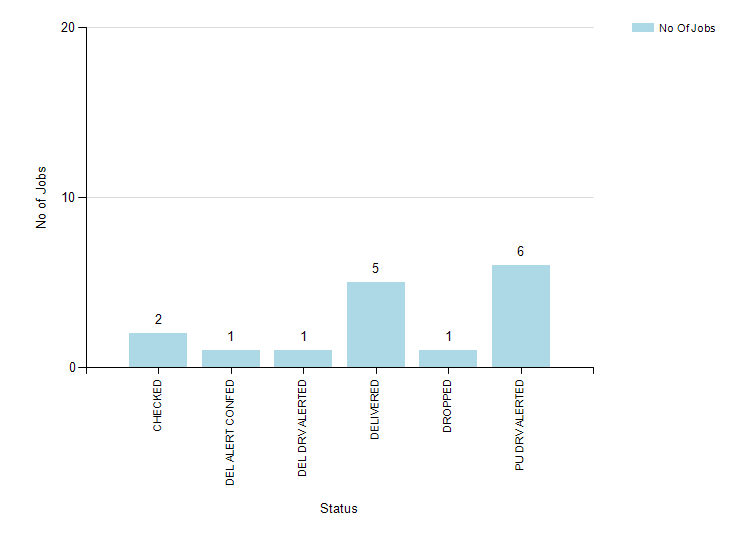 20
No Of Jobs
No of Jobs
10
6
5
2
1
1
1
0
CHECKED
DEL ALERT CONFED
DEL DRV ALERTED
DELIVERED
DROPPED
PU DRV ALERTED
Status